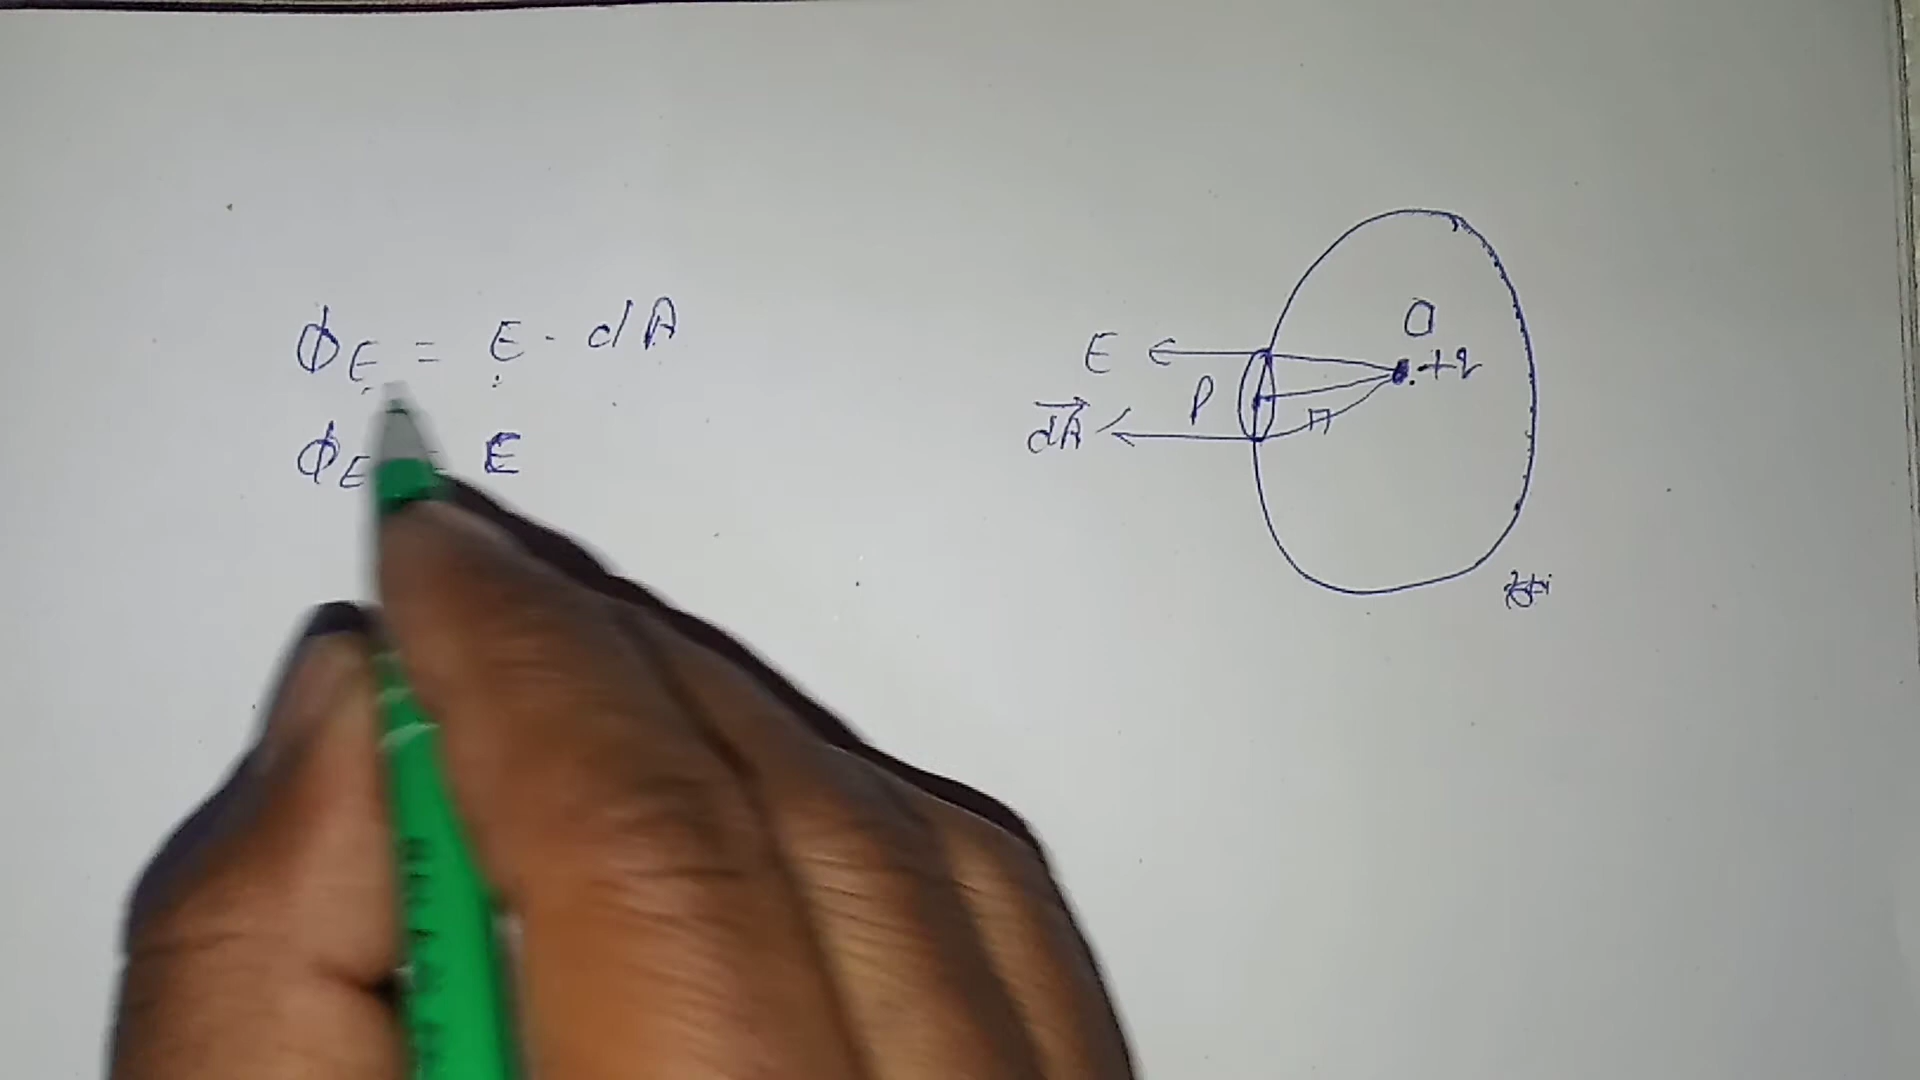 ϕE = E · dA
ϕE = E
O
+q
E
P
dA
r